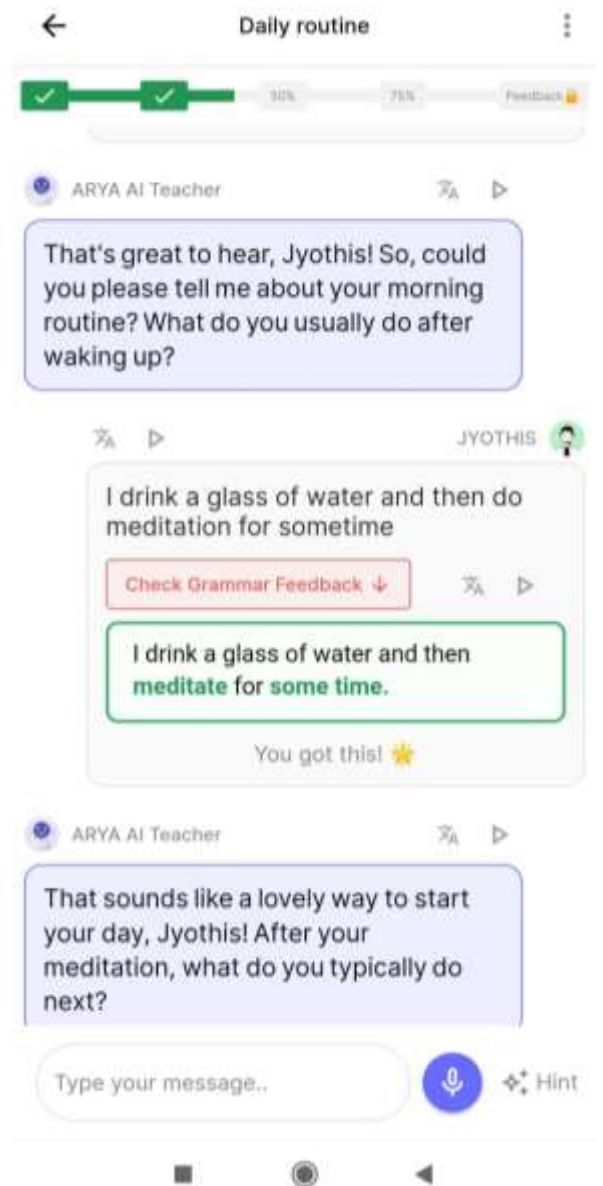 Daily routine
50% 75% Feedback
ARYA AI Teacher
That's great to hear, Jyothis! So, could
you please tell me about your morning
routine? What do you usually do after
waking up?
JYOTHIS
I drink a glass of water and then do
meditation for sometime
Check Grammar Feedback ↓
I drink a glass of water and then
meditate for some time.
You got this! 🌟
ARYA AI Teacher
That sounds like a lovely way to start
your day, Jyothis! After your
meditation, what do you typically do
next?
Type your message..
Hint